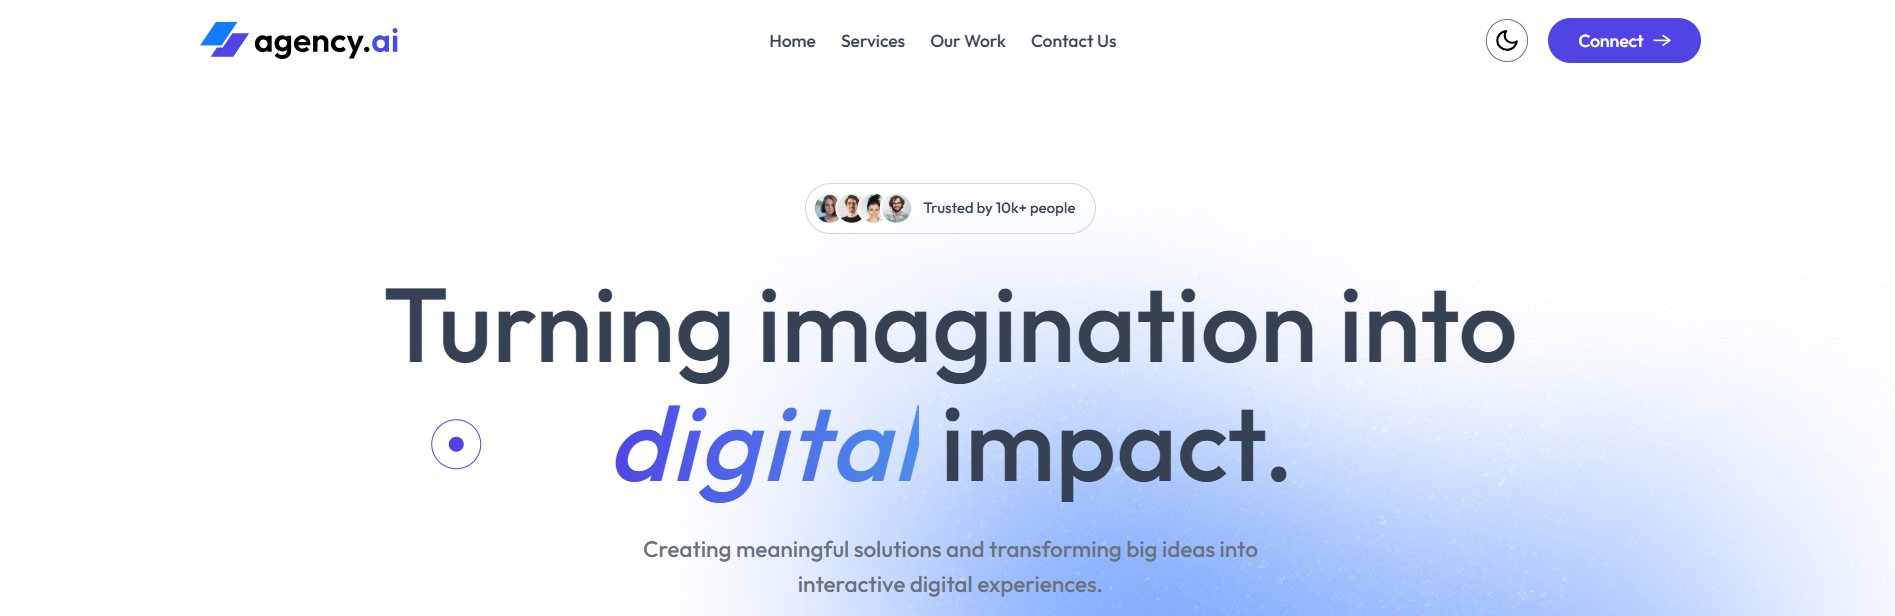 agency.ai
Home Services Our Work Contact Us
Connect
Trusted by 10k+ people
Turning imagination into
digital impact.
Creating meaningful solutions and transforming big ideas into
interactive digital experiences.